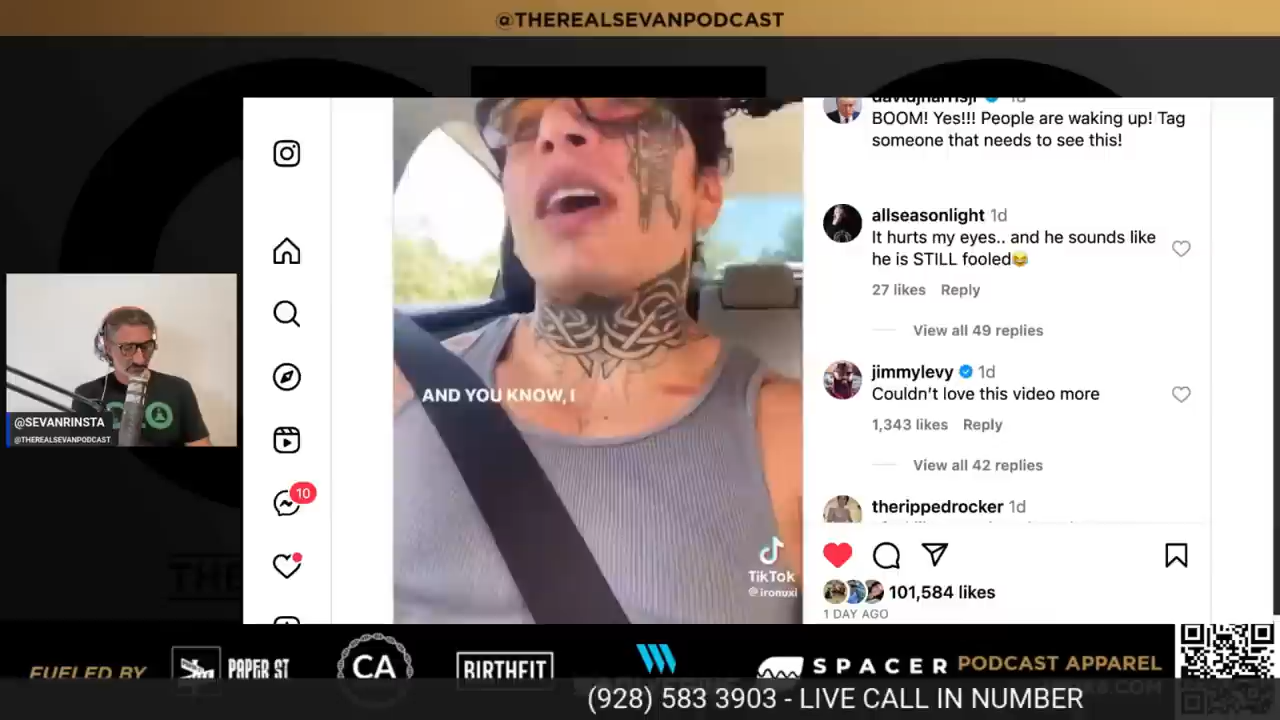 @THEREALSEVANPODCAST
davidjharrisjr 1d
BOOM! Yes!!! People are waking up! Tag
someone that needs to see this!
allseasonlight 1d
It hurts my eyes.. and he sounds like
he is STILL fooled😂
27 likes Reply
View all 49 replies
jimmylevy 1d
Couldn't love this video more
1,343 likes Reply
View all 42 replies
therippedrocker 1d
101,584 likes
1 DAY AGO
10
AND YOU KNOW, I
TikTok
@ironuxi
@SEVANRINSTA
@THEREALSEVANPODCAST
FUELED BY
PAPER ST
CA
BIRTHFIT
SPACER
PODCAST APPAREL
(928) 583 3903 - LIVE CALL IN NUMBER